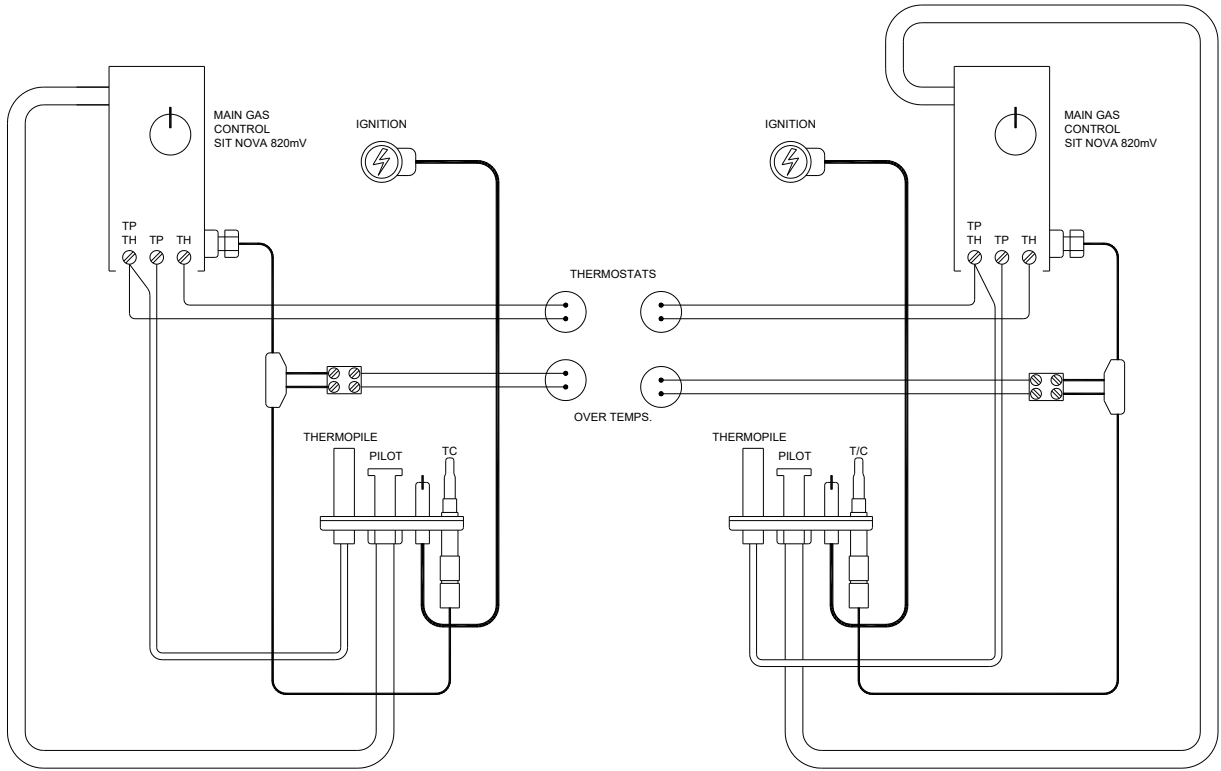 MAIN GAS
CONTROL
SIT NOVA 820mV
IGNITION
TP
TH TP TH
IGNITION
MAIN GAS
CONTROL
SIT NOVA 820mV
TP
TH TP TH
THERMOSTATS
OVER TEMPS.
THERMOPILE
PILOT
TC
THERMOPILE
PILOT
T/C